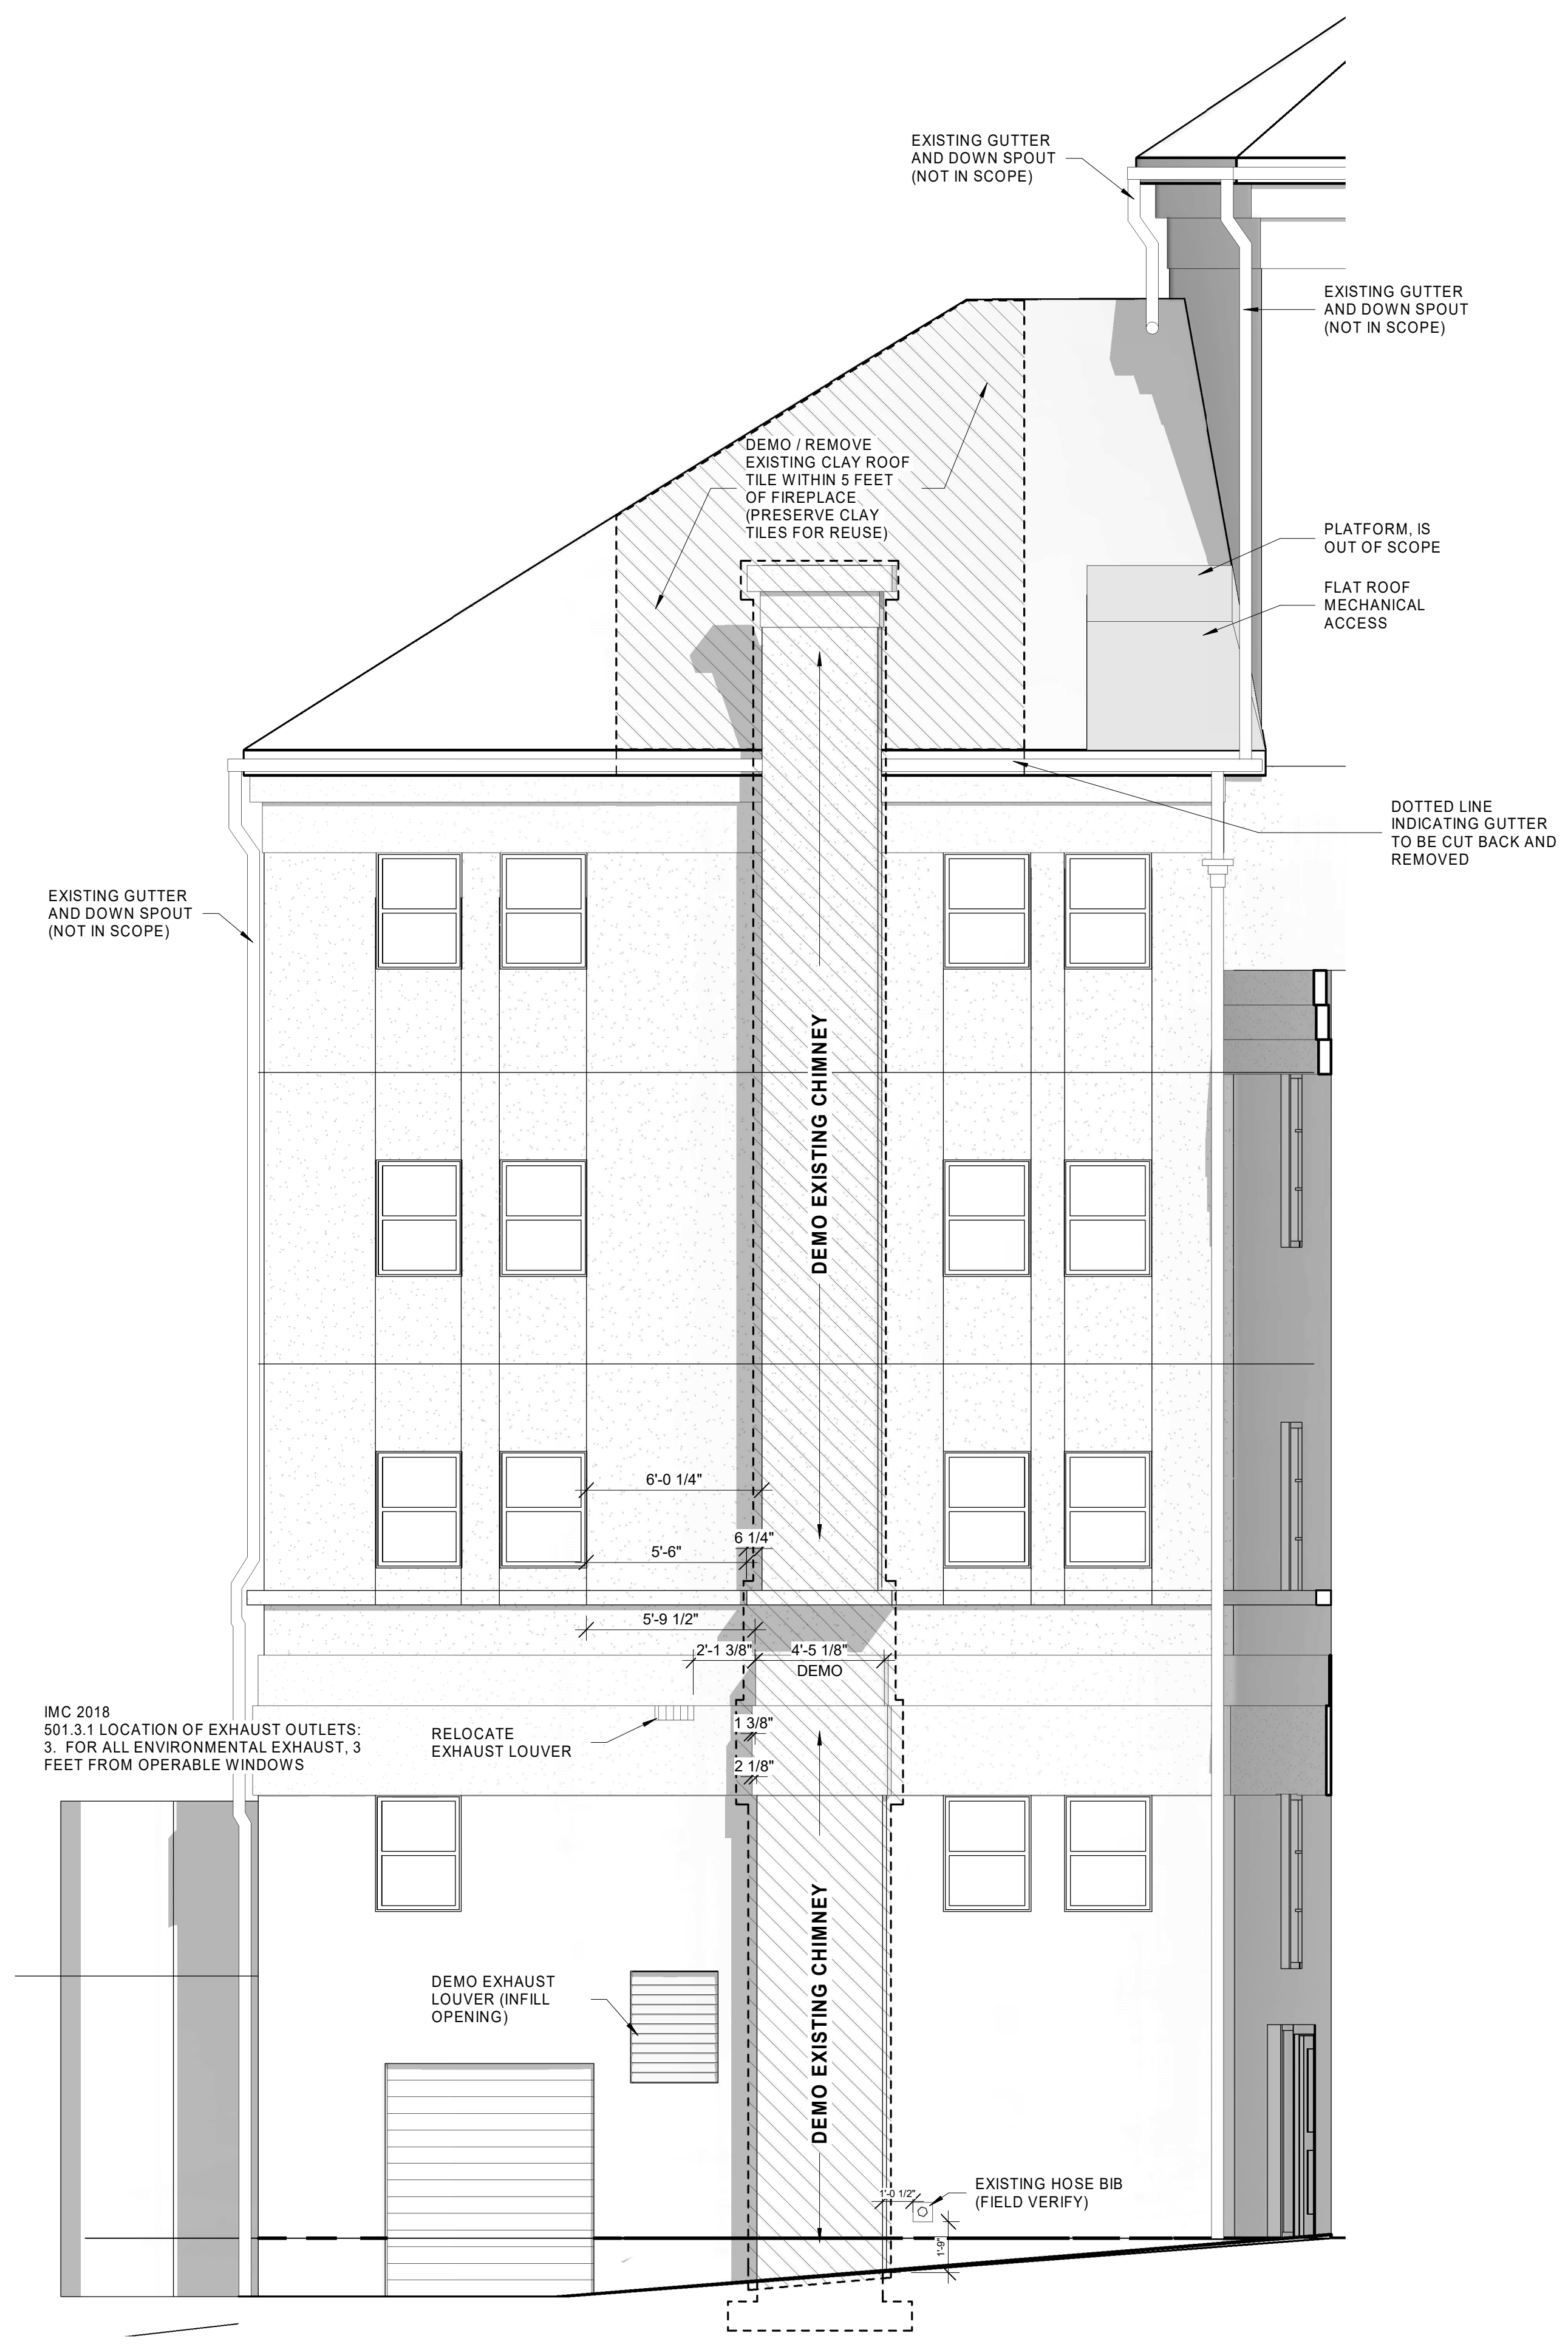 EXISTING GUTTER
AND DOWN SPOUT
(NOT IN SCOPE)
EXISTING GUTTER
AND DOWN SPOUT
(NOT IN SCOPE)
DEMO / REMOVE
EXISTING CLAY ROOF
TILE WITHIN 5 FEET
OF FIREPLACE
(PRESERVE CLAY
TILES FOR REUSE)
PLATFORM, IS
OUT OF SCOPE
FLAT ROOF
MECHANICAL
ACCESS
DOTTED LINE
INDICATING GUTTER
TO BE CUT BACK AND
REMOVED
EXISTING GUTTER
AND DOWN SPOUT
(NOT IN SCOPE)
DEMO EXISTING CHIMNEY
6'-0 1/4"
6 1/4"
5'-6"
5'-9 1/2"
2'-1 3/8"
4'-5 1/8"
DEMO
IMC 2018
501.3.1 LOCATION OF EXHAUST OUTLETS:
3. FOR ALL ENVIRONMENTAL EXHAUST, 3
FEET FROM OPERABLE WINDOWS
RELOCATE
EXHAUST LOUVER
1 3/8"
2 1/8"
DEMO EXISTING CHIMNEY
DEMO EXHAUST
LOUVER (INFILL
OPENING)
EXISTING HOSE BIB
(FIELD VERIFY)
1'-0 1/2"
1'-9"